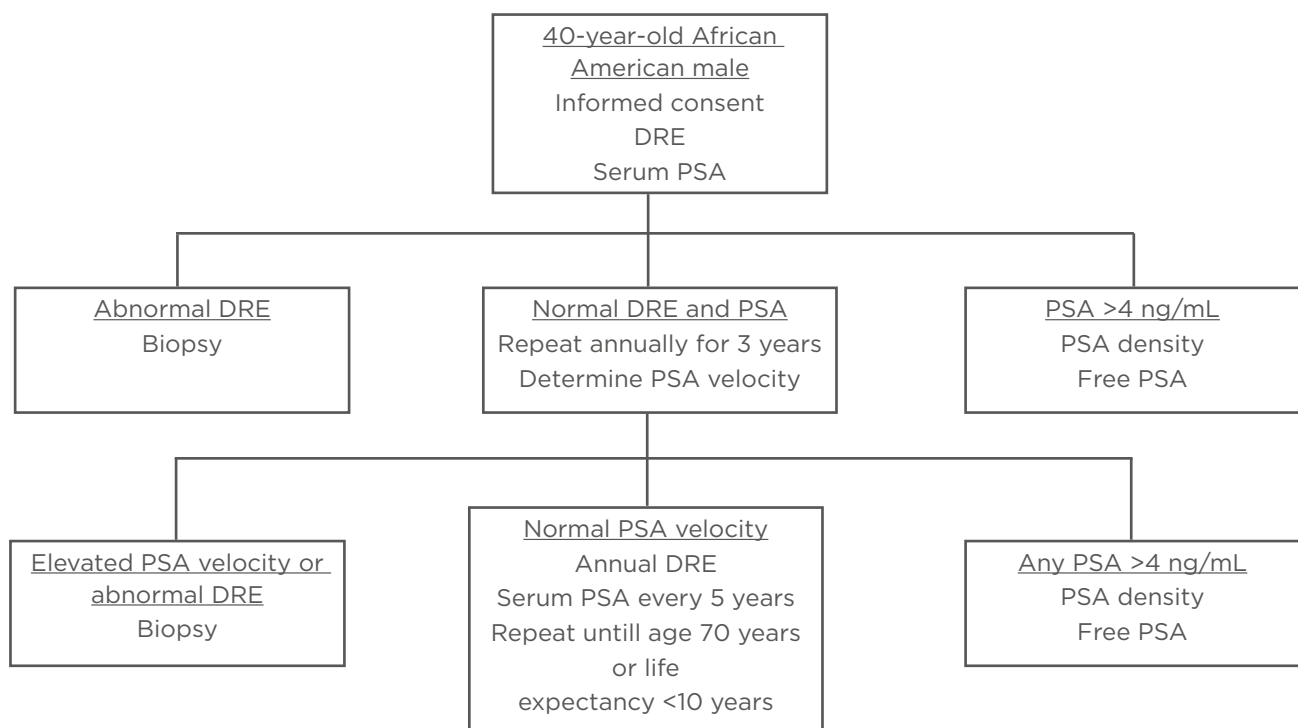 40-year-old African
American male
Informed consent
DRE
Serum PSA
Abnormal DRE
Biopsy
Normal DRE and PSA
Repeat annually for 3 years
Determine PSA velocity
PSA >4 ng/mL
PSA density
Free PSA
Elevated PSA velocity or
abnormal DRE
Biopsy
Normal PSA velocity
Annual DRE
Serum PSA every 5 years
Repeat untill age 70 years
or life
expectancy <10 years
Any PSA >4 ng/mL
PSA density
Free PSA